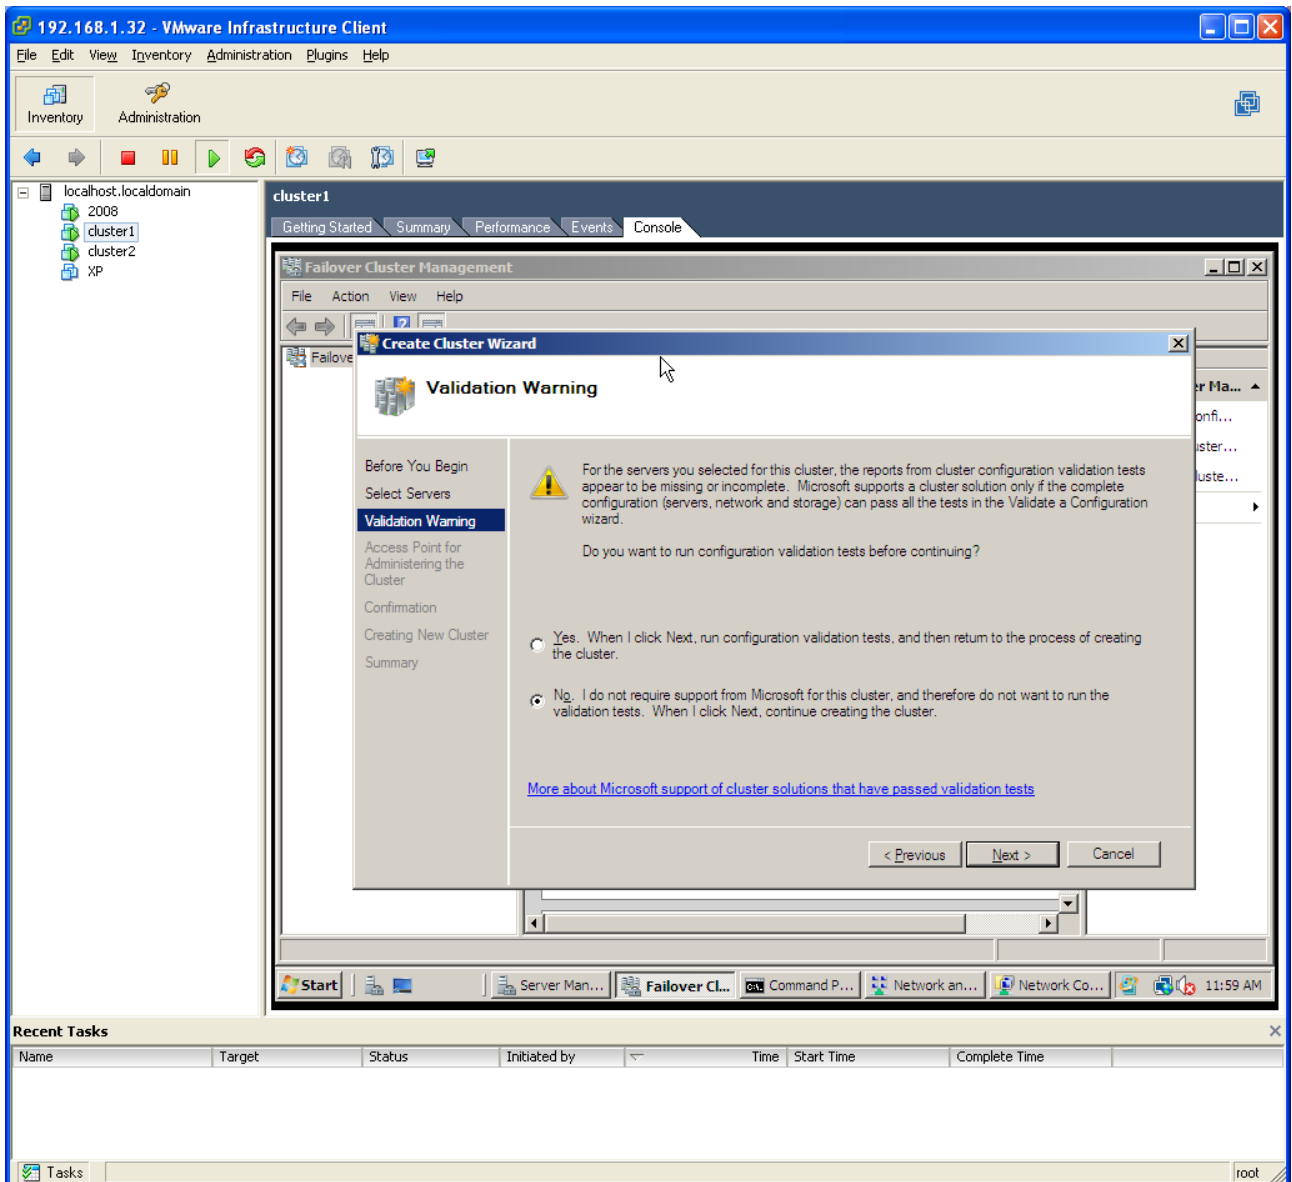 192.168.1.32 - VMware Infrastructure Client
File Edit View Inventory Administration Plugins Help
Inventory Administration
localhost.localdomain
2008
cluster1
cluster2
XP
cluster1
Getting Started Summary Performance Events Console
Failover Cluster Management
File Action View Help
Failove
Create Cluster Wizard
Validation Warning
Before You Begin
Select Servers
Validation Warning
Access Point for
Administering the
Cluster
Confirmation
Creating New Cluster
Summary
For the servers you selected for this cluster, the reports from cluster configuration validation tests
appear to be missing or incomplete. Microsoft supports a cluster solution only if the complete
configuration (servers, network and storage) can pass all the tests in the Validate a Configuration
wizard.
Do you want to run configuration validation tests before continuing?
Yes. When I click Next, run configuration validation tests, and then return to the process of creating
the cluster.
No. I do not require support from Microsoft for this cluster, and therefore do not want to run the
validation tests. When I click Next, continue creating the cluster.
More about Microsoft support of cluster solutions that have passed validation tests
< Previous Next > Cancel
er Ma...
onfi...
uster...
luste...
Start Server Man... Failover Cl... Command P... Network an... Network Co... 11:59 AM
Recent Tasks
Name Target Status Initiated by Time Start Time Complete Time
Tasks root